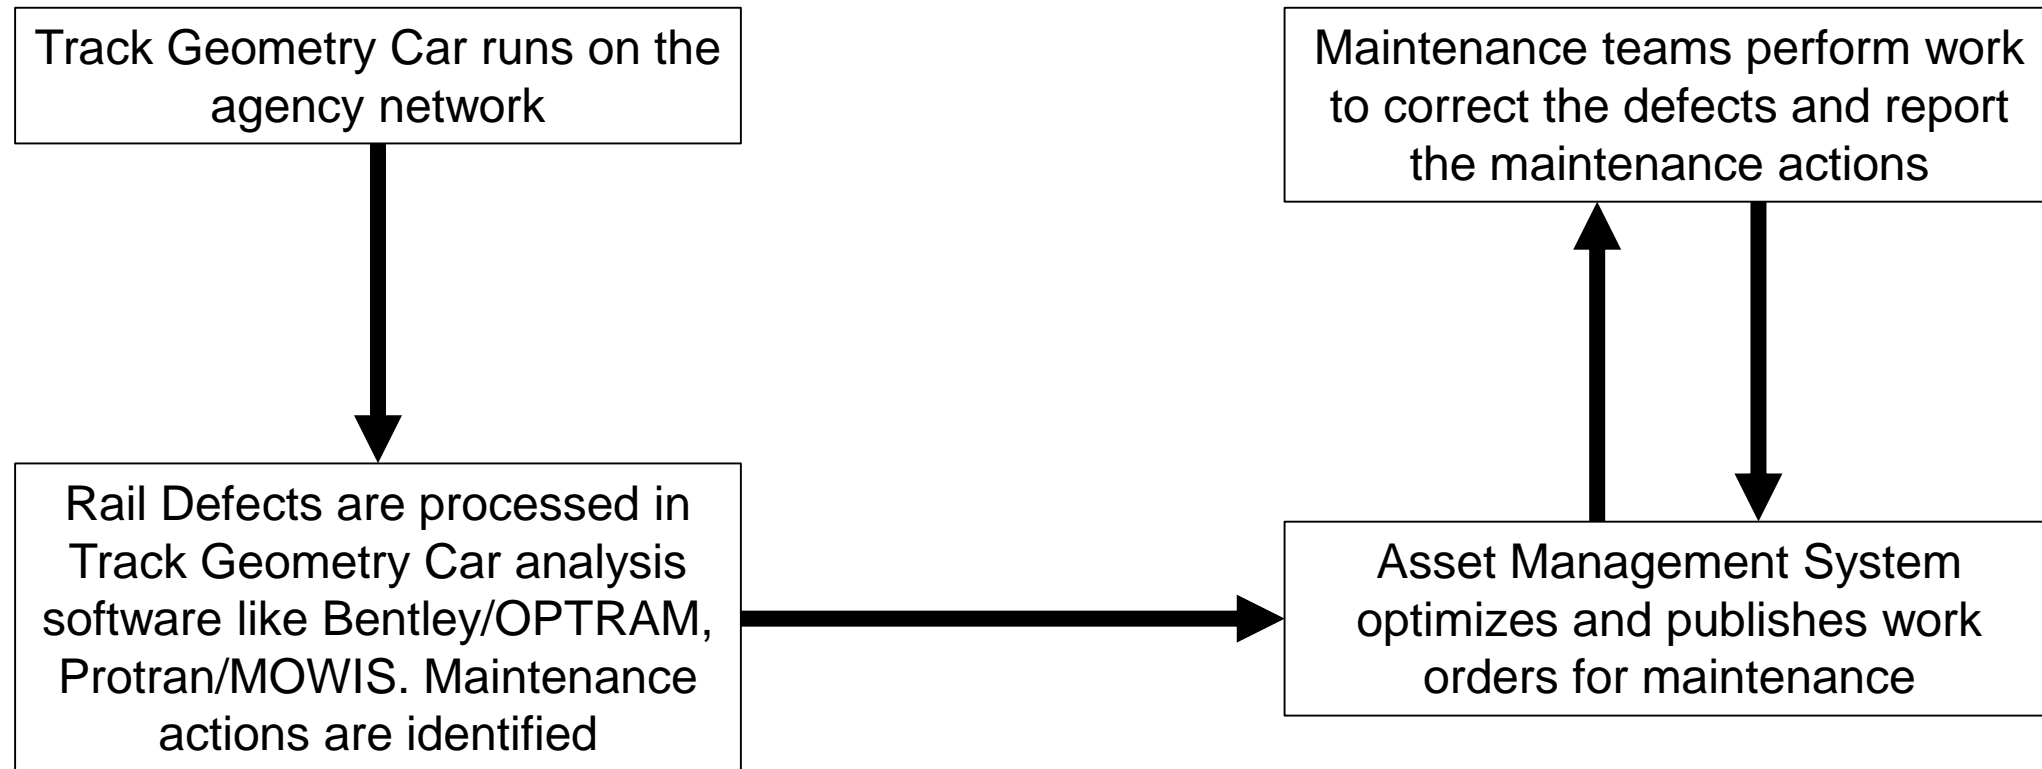 Track Geometry Car runs on the
agency network
Maintenance teams perform work
to correct the defects and report
the maintenance actions
Rail Defects are processed in
Track Geometry Car analysis
software like Bentley/OPTRAM,
Protran/MOWIS. Maintenance
actions are identified
Asset Management System
optimizes and publishes work
orders for maintenance